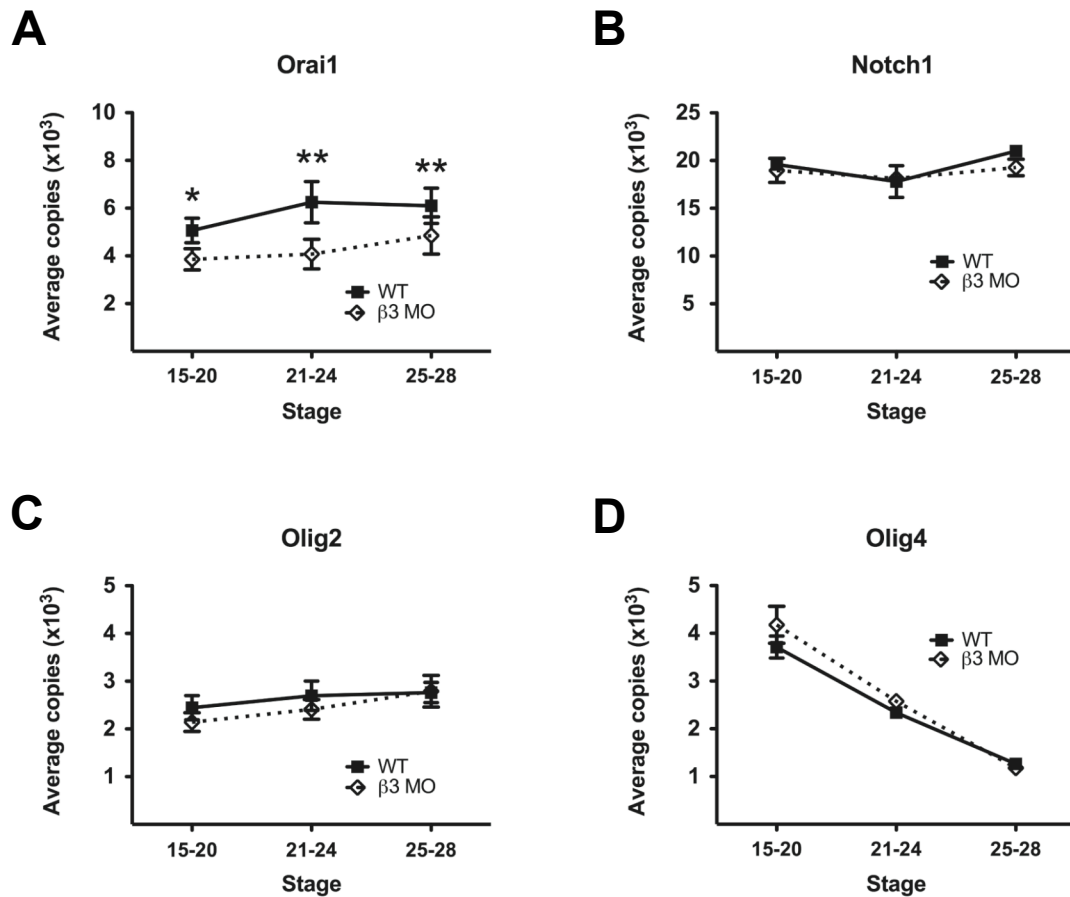 A
Orai1
Average copies (x10³)
10
8
6
4
2
*
**
**
WT
β3 MO
15-20
21-24
25-28
Stage
B
Notch1
Average copies (x10³)
25
20
15
10
5
WT
β3 MO
15-20
21-24
25-28
Stage
C
Olig2
Average copies (x10³)
5
4
3
2
1
WT
β3 MO
15-20
21-24
25-28
Stage
D
Olig4
Average copies (x10³)
5
4
3
2
1
WT
β3 MO
15-20
21-24
25-28
Stage